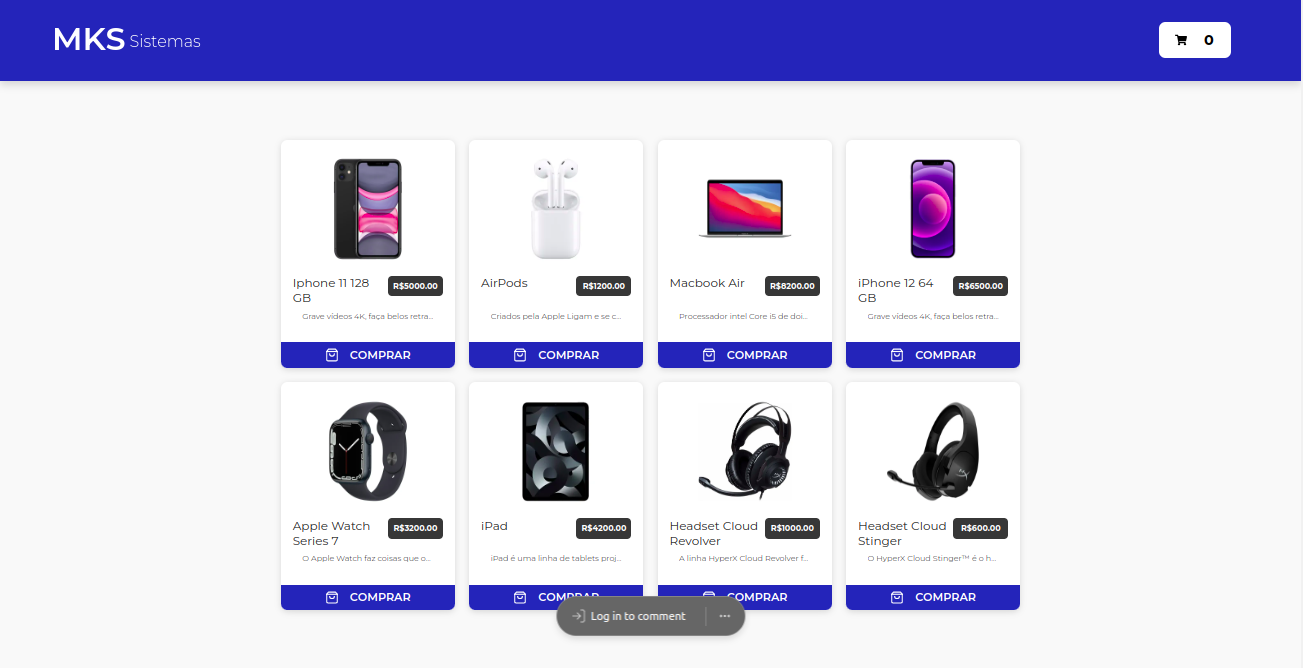 MKS Sistemas
0
Iphone 11 128
GB
R$5000.00
Grave vídeos 4K, faça belos retra...
COMPRAR
AirPods
R$1200.00
Criados pela Apple Ligam e se c...
COMPRAR
Macbook Air
R$8200.00
Processador intel Core i5 de doi...
COMPRAR
iPhone 12 64
GB
R$6500.00
Grave vídeos 4K, faça belos retra...
COMPRAR
Apple Watch
Series 7
R$3200.00
O Apple Watch faz coisas que o...
COMPRAR
iPad
R$4200.00
iPad é uma linha de tablets proj...
COMPRAR
Headset Cloud
Revolver
R$1000.00
A linha HyperX Cloud Revolver f...
COMPRAR
Headset Cloud
Stinger
R$600.00
O HyperX Cloud Stinger™ é o h...
COMPRAR
Log in to comment